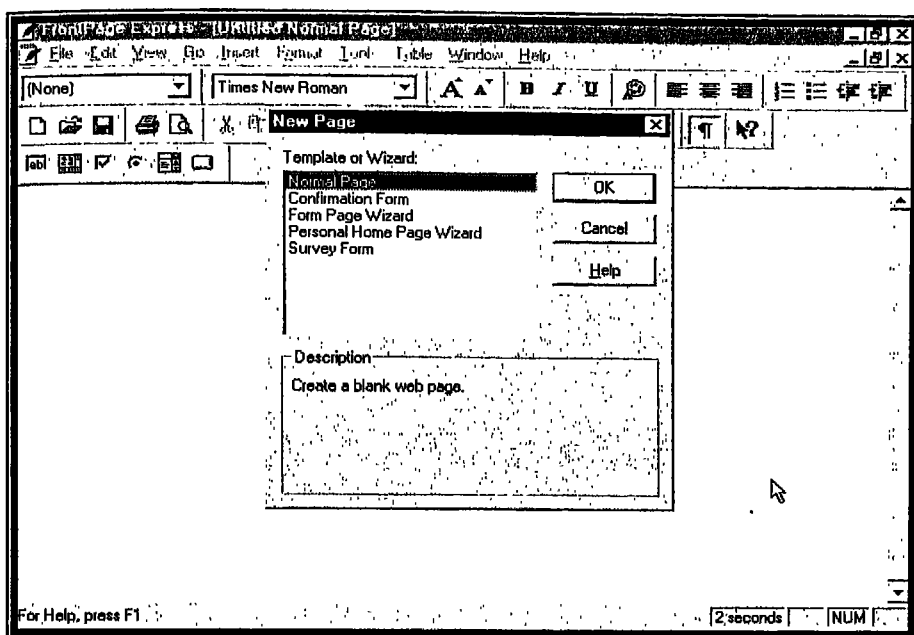 FrontPage Express - [Untitled Normal Page]
File Edit View Go Insert Format Tools Table Window Help
(None) Times New Roman A A B I U
New Page
Template or Wizard:
Normal Page
Confirmation Form
Form Page Wizard
Personal Home Page Wizard
Survey Form
OK
Cancel
Help
Description
Create a blank web page.
For Help, press F1 2 seconds NUM